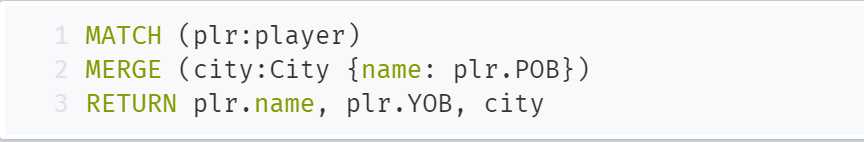 1 MATCH (plr:player)
2 MERGE (city:City {name: plr.POB})
3 RETURN plr.name, plr.YOB, city